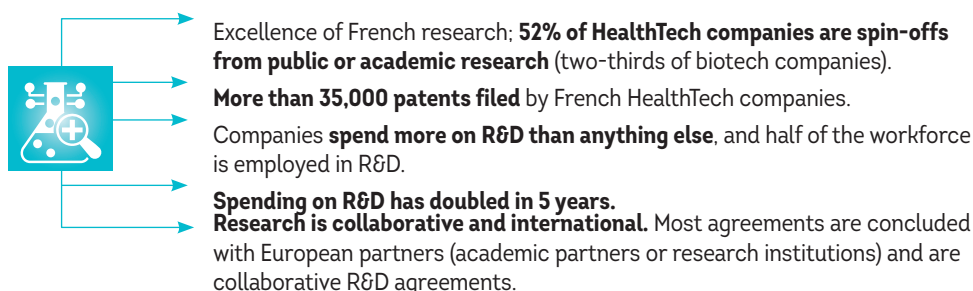 Excellence of French research; 52% of HealthTech companies are spin-offs
from public or academic research (two-thirds of biotech companies).
More than 35,000 patents filed by French HealthTech companies.
Companies spend more on R&D than anything else, and half of the workforce
is employed in R&D.
Spending on R&D has doubled in 5 years.
Research is collaborative and international. Most agreements are concluded
with European partners (academic partners or research institutions) and are
collaborative R&D agreements.